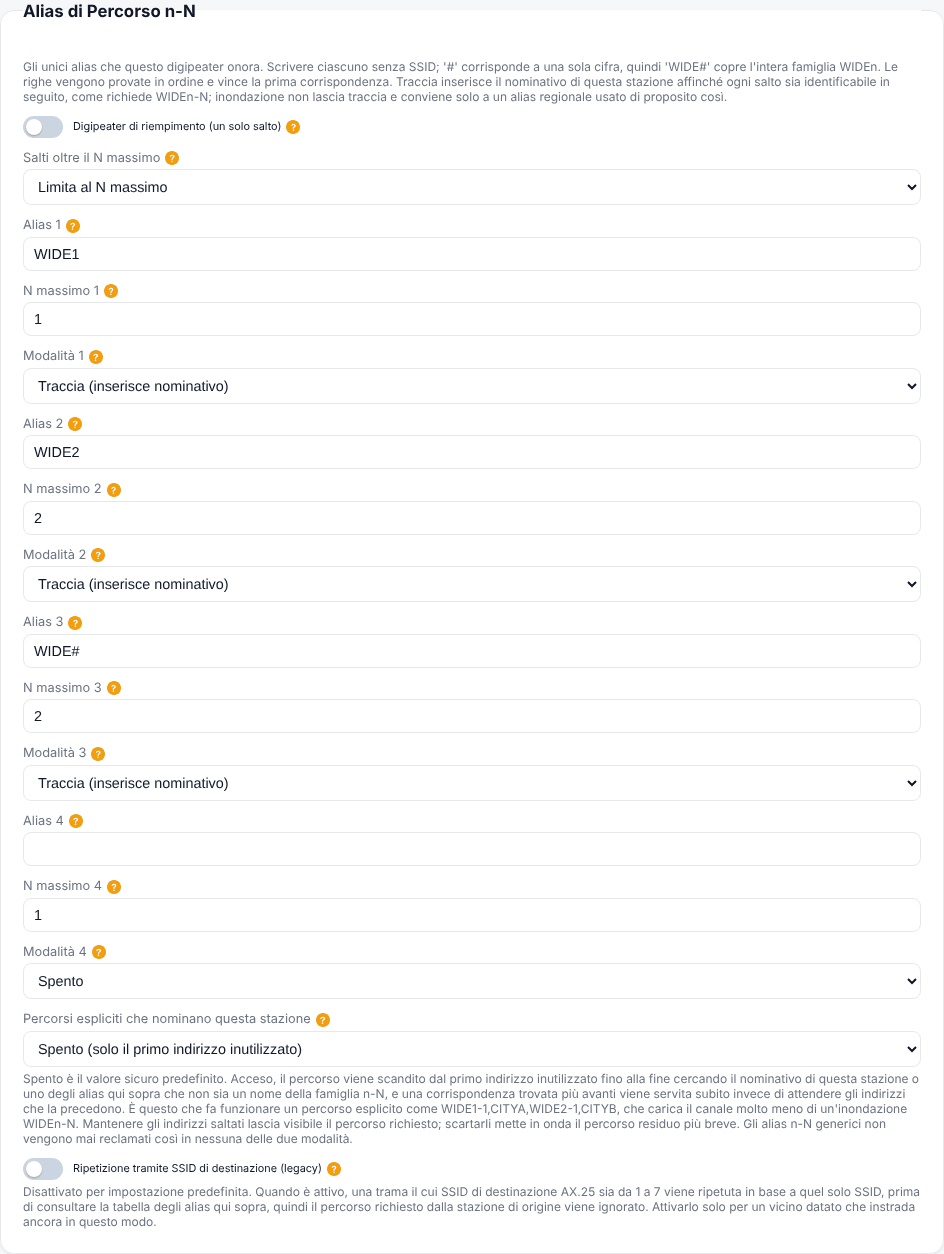 Alias di Percorso n-N
Gli unici alias che questo digipeater onora. Scrivere ciascuno senza SSID; '#' corrisponde a una sola cifra, quindi 'WIDE#' copre l'intera famiglia WIDEn. Le
righe vengono provate in ordine e vince la prima corrispondenza. Traccia inserisce il nominativo di questa stazione affinché ogni salto sia identificabile in
seguito, come richiede WIDEn-N; inondazione non lascia traccia e conviene solo a un alias regionale usato di proposito così.
Digipeater di riempimento (un solo salto) ?
Salti oltre il N massimo ?
Limita al N massimo
Alias 1 ?
WIDE1
N massimo 1 ?
1
Modalità 1 ?
Traccia (inserisce nominativo)
Alias 2 ?
WIDE2
N massimo 2 ?
2
Modalità 2 ?
Traccia (inserisce nominativo)
Alias 3 ?
WIDE#
N massimo 3 ?
2
Modalità 3 ?
Traccia (inserisce nominativo)
Alias 4 ?
N massimo 4 ?
1
Modalità 4 ?
Spento
Percorsi espliciti che nominano questa stazione ?
Spento (solo il primo indirizzo inutilizzato)
Spento è il valore sicuro predefinito. Acceso, il percorso viene scandito dal primo indirizzo inutilizzato fino alla fine cercando il nominativo di questa stazione o
uno degli alias qui sopra che non sia un nome della famiglia n-N, e una corrispondenza trovata più avanti viene servita subito invece di attendere gli indirizzi
che la precedono. È questo che fa funzionare un percorso esplicito come WIDE1-1,CITYA,WIDE2-1,CITYB, che carica il canale molto meno di un'inondazione
WIDEn-N. Mantenere gli indirizzi saltati lascia visibile il percorso richiesto; scartarli mette in onda il percorso residuo più breve. Gli alias n-N generici non
vengono mai reclamati così in nessuna delle due modalità.
Ripetizione tramite SSID di destinazione (legacy) ?
Disattivato per impostazione predefinita. Quando è attivo, una trama il cui SSID di destinazione AX.25 sia da 1 a 7 viene ripetuta in base a quel solo SSID, prima
di consultare la tabella degli alias qui sopra, quindi il percorso richiesto dalla stazione di origine viene ignorato. Attivarlo solo per un vicino datato che instrada
ancora in questo modo.